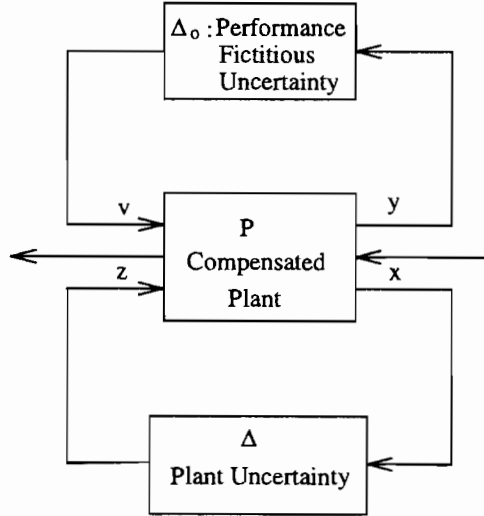 Δo : Performance
Fictitious
Uncertainty
v
y
P
Compensated
Plant
z
x
Δ
Plant Uncertainty